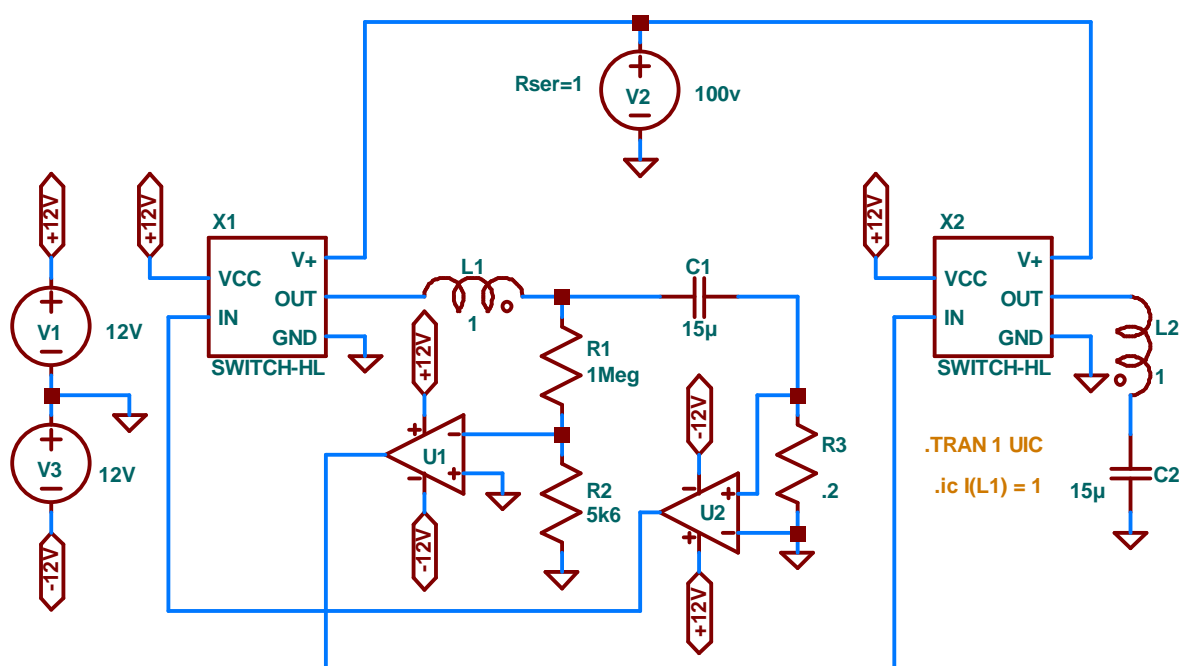 Rser=1
V2
100v
+12V
+12V
+12V
X1
X2
VCC
V+
OUT
IN
GND
SWITCH-HL
L1
1
C1
15µ
VCC
V+
OUT
IN
GND
SWITCH-HL
L2
1
V1
12V
+12V
R1
1Meg
-12V
U1
V3
12V
R2
5k6
U2
R3
.2
.TRAN 1 UIC
.ic I(L1) = 1
15µ
C2
-12V
-12V
+12V